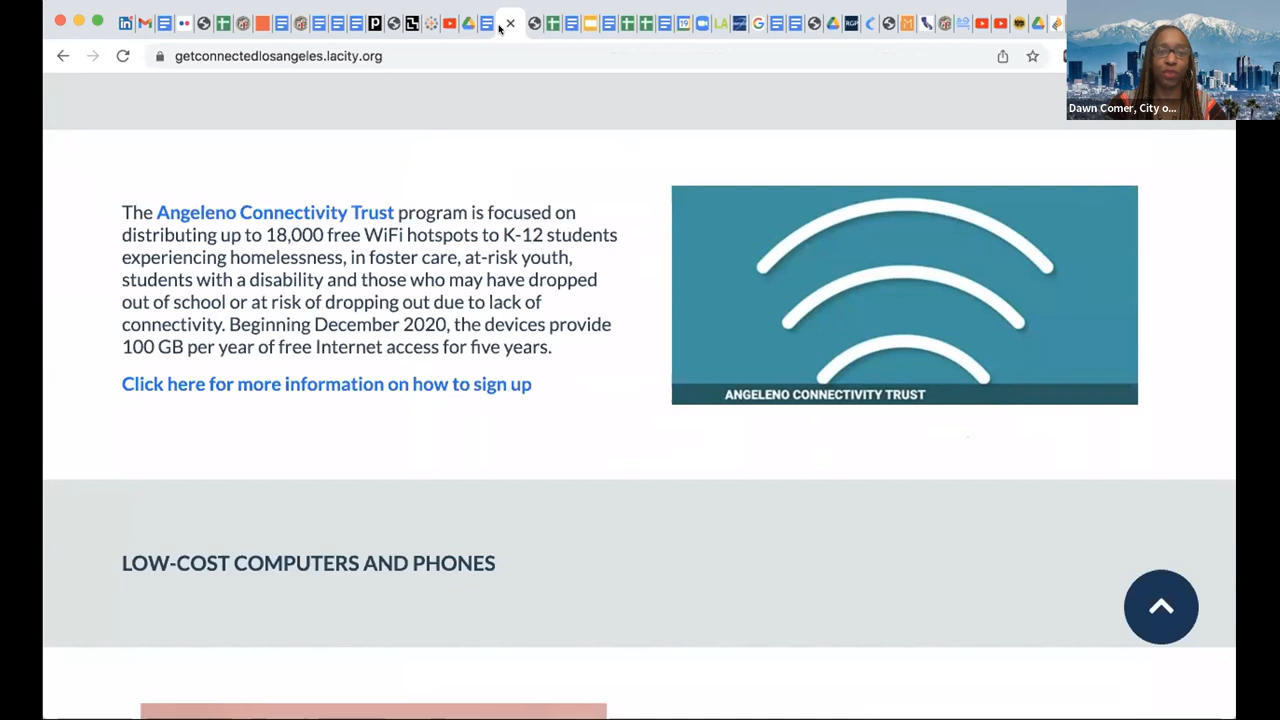 getconnectedlosangeles.lacity.org
Dawn Comer, City o...
The Angeleno Connectivity Trust program is focused on
distributing up to 18,000 free WiFi hotspots to K-12 students
experiencing homelessness, in foster care, at-risk youth,
students with a disability and those who may have dropped
out of school or at risk of dropping out due to lack of
connectivity. Beginning December 2020, the devices provide
100 GB per year of free Internet access for five years.
Click here for more information on how to sign up
ANGELENO CONNECTIVITY TRUST
LOW-COST COMPUTERS AND PHONES